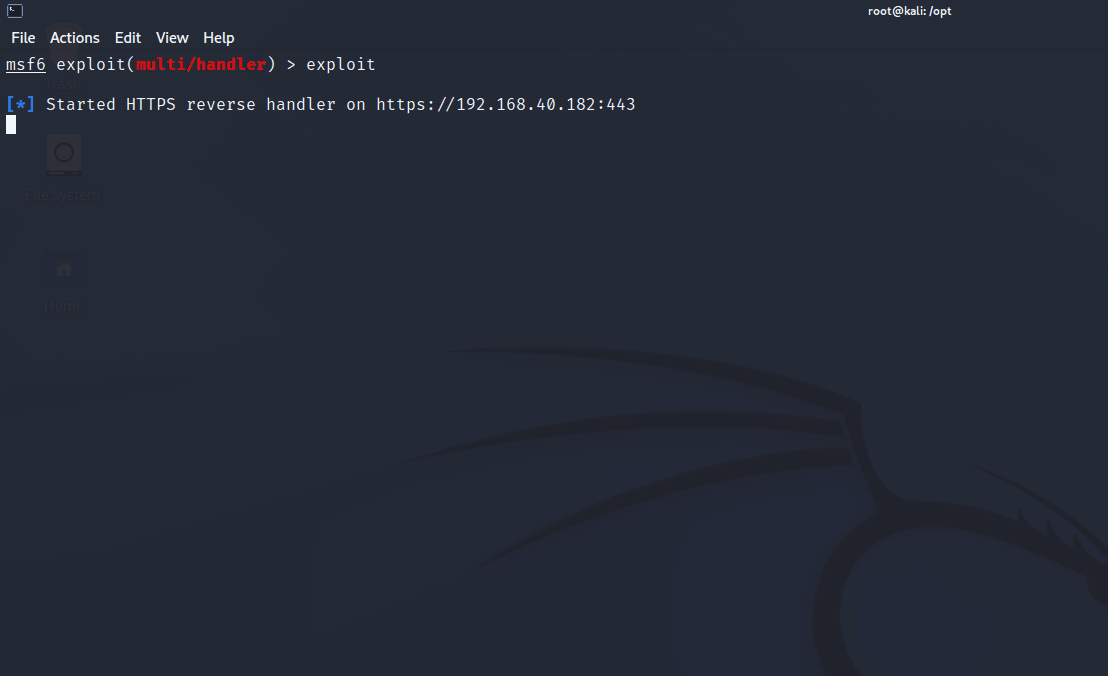 root@kali: /opt
File Actions Edit View Help
msf6 exploit(multi/handler) > exploit
[*] Started HTTPS reverse handler on https://192.168.40.182:443
Trash
File System
Home